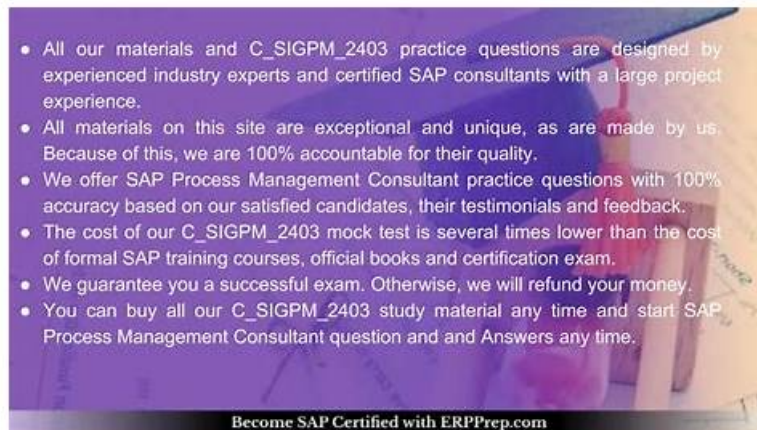 ● All our materials and C_SIGPM_2403 practice questions are designed by
experienced industry experts and certified SAP consultants with a large project
experience.
● All materials on this site are exceptional and unique, as are made by us.
Because of this, we are 100% accountable for their quality.
● We offer SAP Process Management Consultant practice questions with 100%
accuracy based on our satisfied candidates, their testimonials and feedback.
● The cost of our C_SIGPM_2403 mock test is several times lower than the cost
of formal SAP training courses, official books and certification exam.
● We guarantee you a successful exam. Otherwise, we will refund your money.
● You can buy all our C_SIGPM_2403 study material any time and start SAP
Process Management Consultant question and and Answers any time.
Become SAP Certified with ERPPrep.com